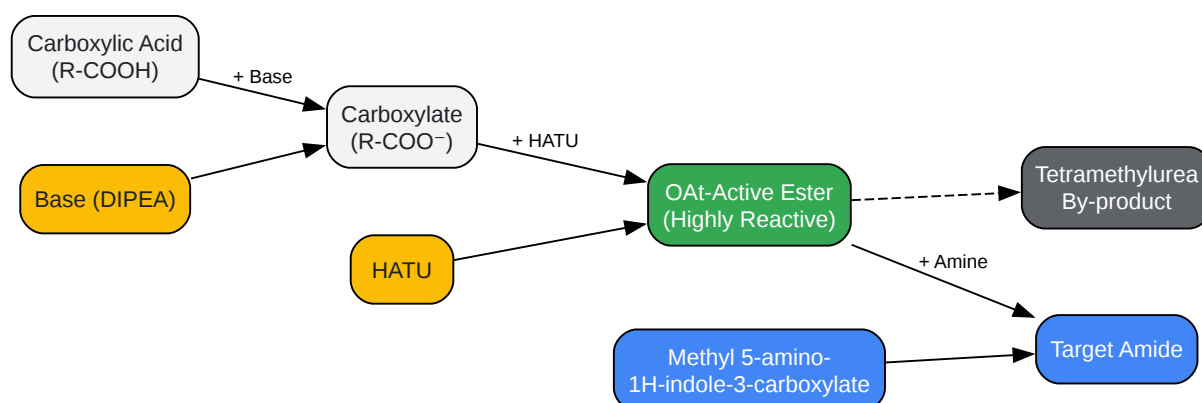 Carboxylic Acid
(R-COOH)
+ Base
Base (DIPEA)
Carboxylate
(R-COO⁻)
+ HATU
HATU
OAt-Active Ester
(Highly Reactive)
Tetramethylurea
By-product
+ Amine
Methyl 5-amino-
1H-indole-3-carboxylate
Target Amide